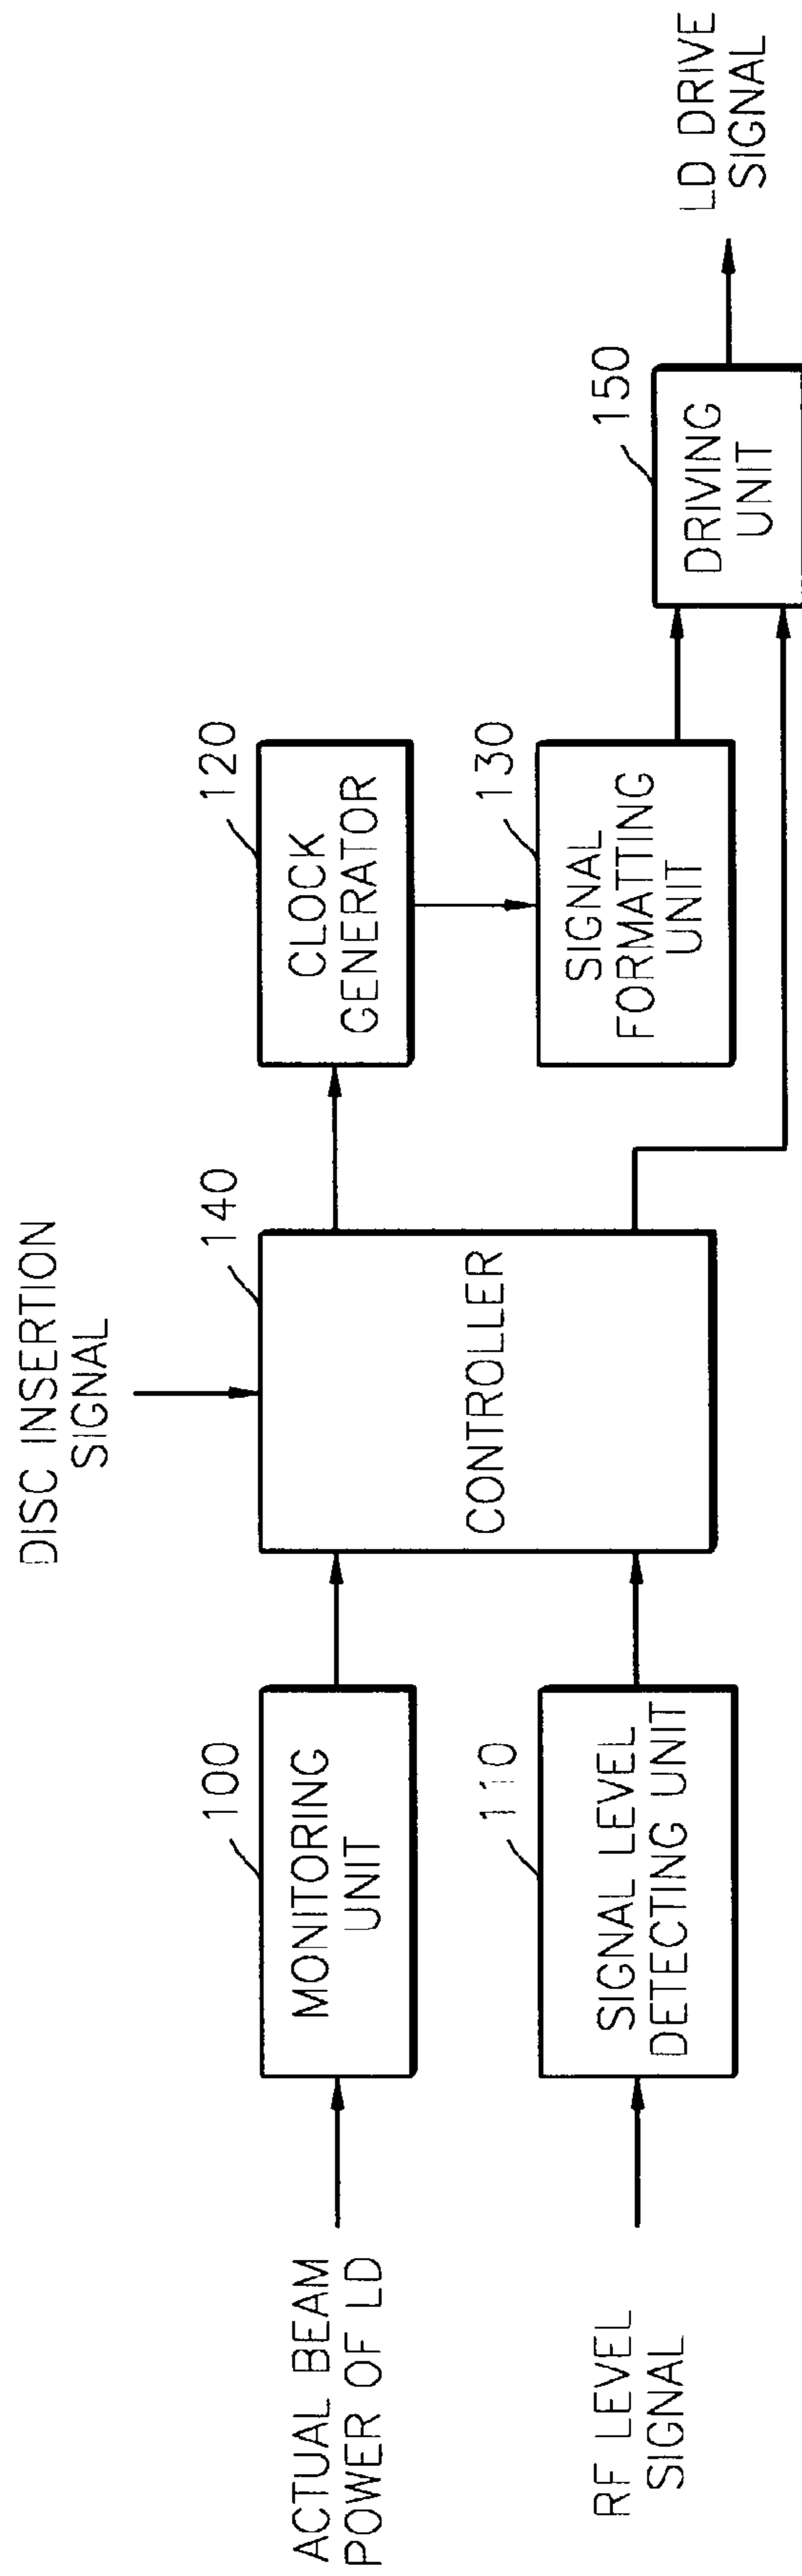 DISC INSERTION
SIGNAL
ACTUAL BEAM
POWER OF LD
100
MONITORING
UNIT
RF LEVEL
SIGNAL
110
SIGNAL LEVEL
DETECTING UNIT
140
CONTROLLER
120
CLOCK
GENERATOR
130
SIGNAL
FORMATTING
UNIT
150
DRIVING
UNIT
LD DRIVE
SIGNAL